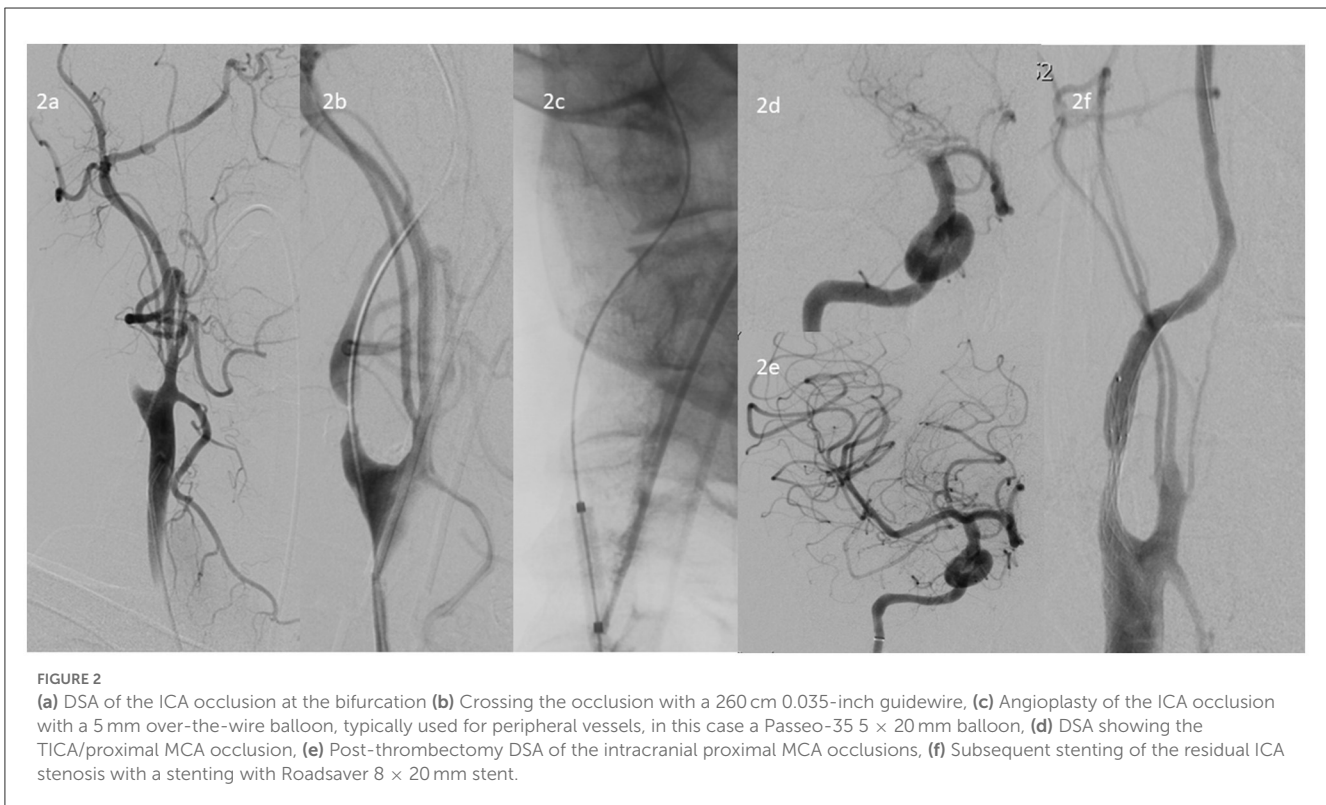 2a
2b
2c
2d
2e
2f
FIGURE 2
(a) DSA of the ICA occlusion at the bifurcation (b) Crossing the occlusion with a 260 cm 0.035-inch guidewire, (c) Angioplasty of the ICA occlusion
with a 5 mm over-the-wire balloon, typically used for peripheral vessels, in this case a Passeo-35 5 × 20 mm balloon, (d) DSA showing the
TICA/proximal MCA occlusion, (e) Post-thrombectomy DSA of the intracranial proximal MCA occlusions, (f) Subsequent stenting of the residual ICA
stenosis with a stenting with Roadsaver 8 × 20 mm stent.